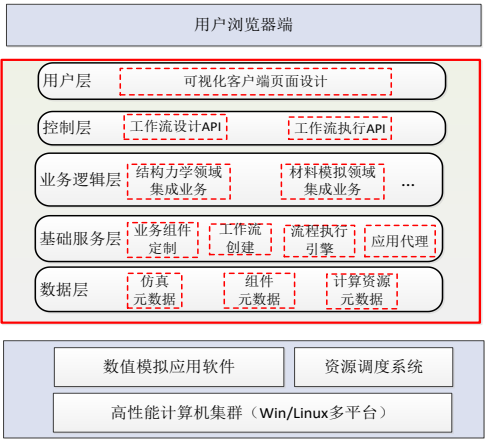 用户浏览器端
用户层 可视化客户端页面设计
控制层 工作流设计API 工作流执行API
业务逻辑层 结构力学领域 材料模拟领域 ...
集成业务 集成业务
基础服务层 业务组件 工作流 流程执行 应用代理
定制 创建 引擎
数据层 仿真 组件 计算资源
元数据 元数据 元数据
数值模拟应用软件 资源调度系统
高性能计算机集群（Win/Linux多平台）